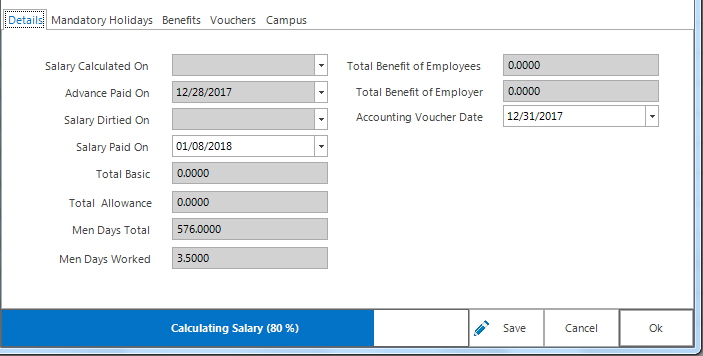 Details Mandatory Holidays Benefits Vouchers Campus
Salary Calculated On
Advance Paid On 12/28/2017
Salary Dirtied On
Salary Paid On 01/08/2018
Total Basic 0.0000
Total Allowance 0.0000
Men Days Total 576.0000
Men Days Worked 3.5000
Total Benefit of Employees 0.0000
Total Benefit of Employer 0.0000
Accounting Voucher Date 12/31/2017
Calculating Salary (80 %) Save Cancel Ok